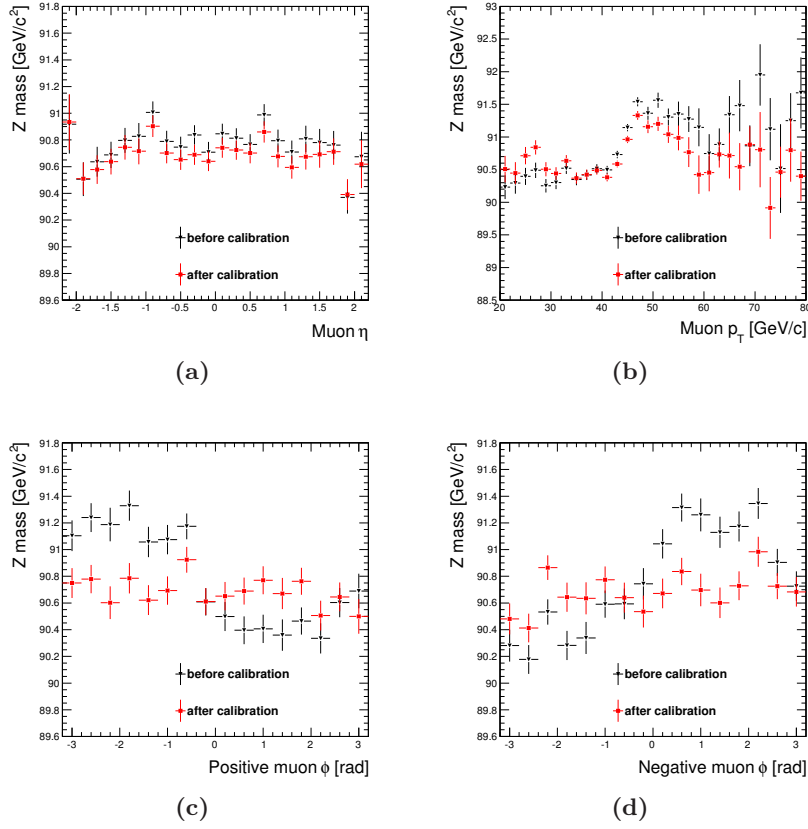 Z mass [GeV/c²]
91.8
91.6
91.4
91.2
91
90.8
90.6
90.4
90.2
90
89.8
89.6
before calibration
after calibration
-2 -1.5 -1 -0.5 0 0.5 1 1.5 2
Muon η
(a)
Z mass [GeV/c²]
93
92.5
92
91.5
91
90.5
90
89.5
89
88.5
before calibration
after calibration
20 30 40 50 60 70 80
Muon p_T [GeV/c]
(b)
Z mass [GeV/c²]
91.8
91.6
91.4
91.2
91
90.8
90.6
90.4
90.2
90
89.8
89.6
before calibration
after calibration
-3 -2 -1 0 1 2 3
Positive muon ϕ [rad]
(c)
Z mass [GeV/c²]
91.8
91.6
91.4
91.2
91
90.8
90.6
90.4
90.2
90
89.8
89.6
before calibration
after calibration
-3 -2 -1 0 1 2 3
Negative muon ϕ [rad]
(d)